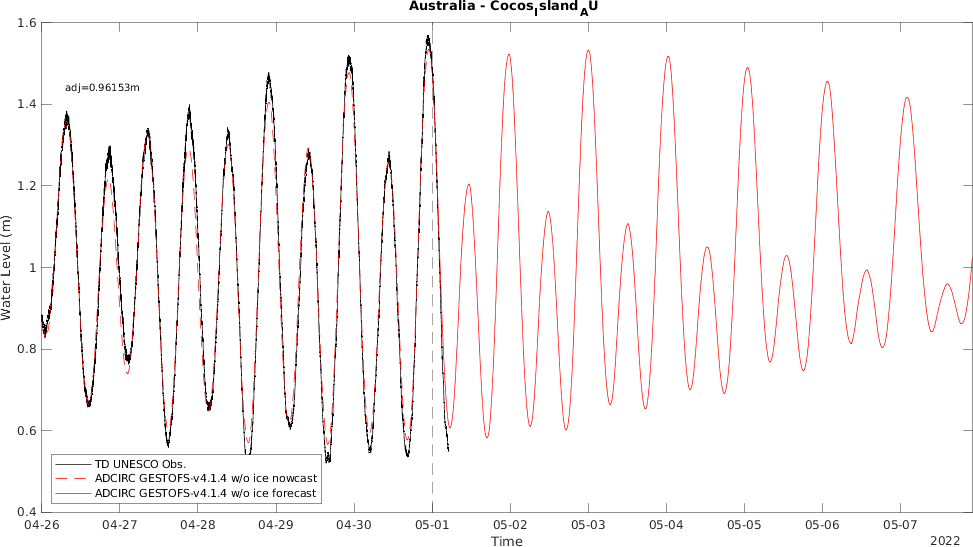 Australia - CocosIslandAU
1.6
adj=0.96153m
1.4
1.2
1
0.8
0.6
0.4
Water Level (m)
TD UNESCO Obs.
ADCIRC GESTOFS-v4.1.4 w/o ice nowcast
ADCIRC GESTOFS-v4.1.4 w/o ice forecast
04-26 04-27 04-28 04-29 04-30 05-01 05-02 05-03 05-04 05-05 05-06 05-07
Time
2022